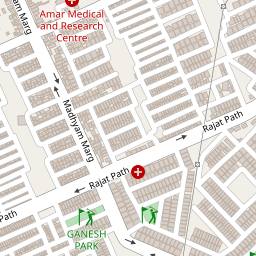 Amar Medical
and Research
Centre
Marg
Madhyam Marg
Rajat Path
Rajat Path
Path
GANESH
PARK